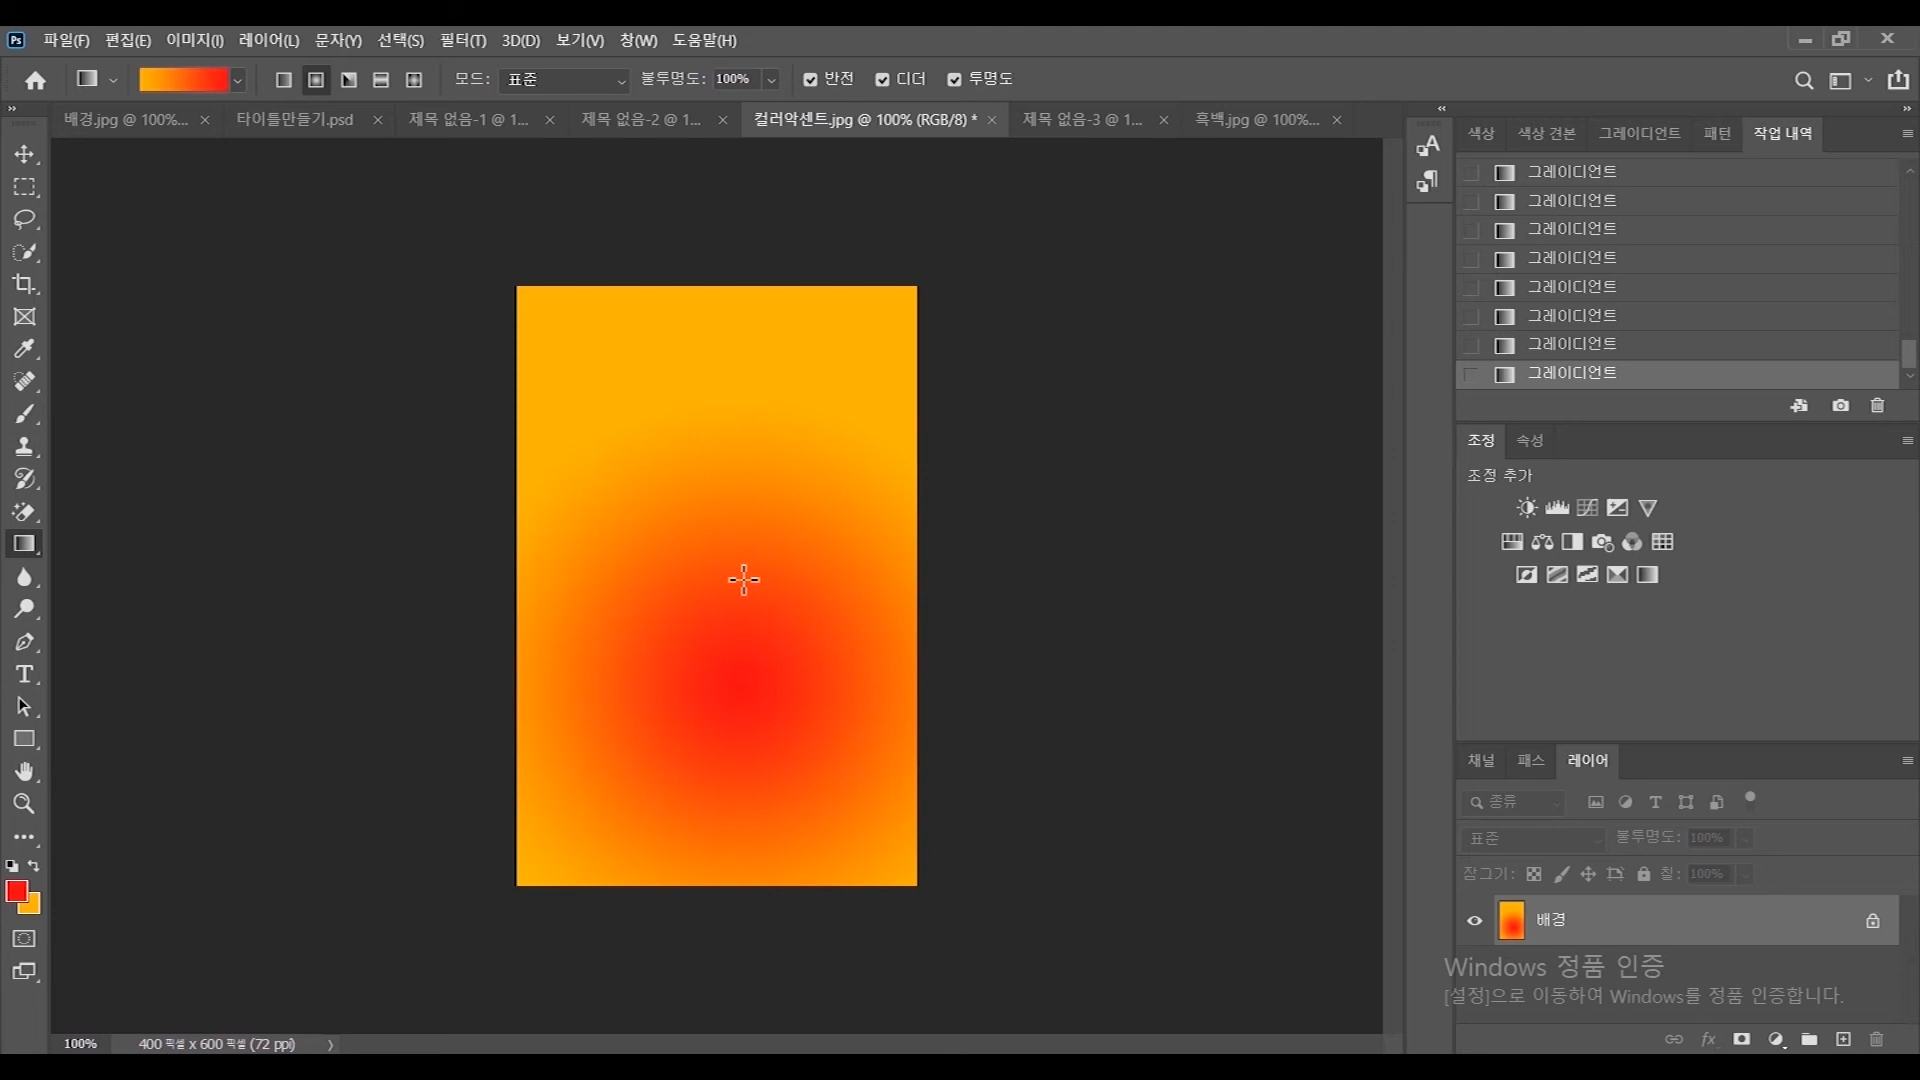 Ps 파일(F) 편집(E) 이미지(I) 레이어(L) 문자(Y) 선택(S) 필터(T) 3D(D) 보기(V) 창(W) 도움말(H)
모드: 표준 불투명도: 100% 반전 디더 투명도
배경.jpg @ 100%... 타이틀만들기.psd 제목 없음-1 @ 1... 제목 없음-2 @ 1... 컬러악센트.jpg @ 100% (RGB/8) * 제목 없음-3 @ 1... 흑백.jpg @ 100%...
색상 색상 견본 그레이디언트 패턴 작업 내역
그레이디언트
그레이디언트
그레이디언트
그레이디언트
그레이디언트
그레이디언트
그레이디언트
그레이디언트
조정 속성
조정 추가
채널 패스 레이어
종류
표준 불투명도: 100%
잠그기: 칠: 100%
배경
Windows 정품 인증
[설정]으로 이동하여 Windows를 정품 인증합니다.
fx
100% 400 픽셀 x 600 픽셀 (72 ppi)